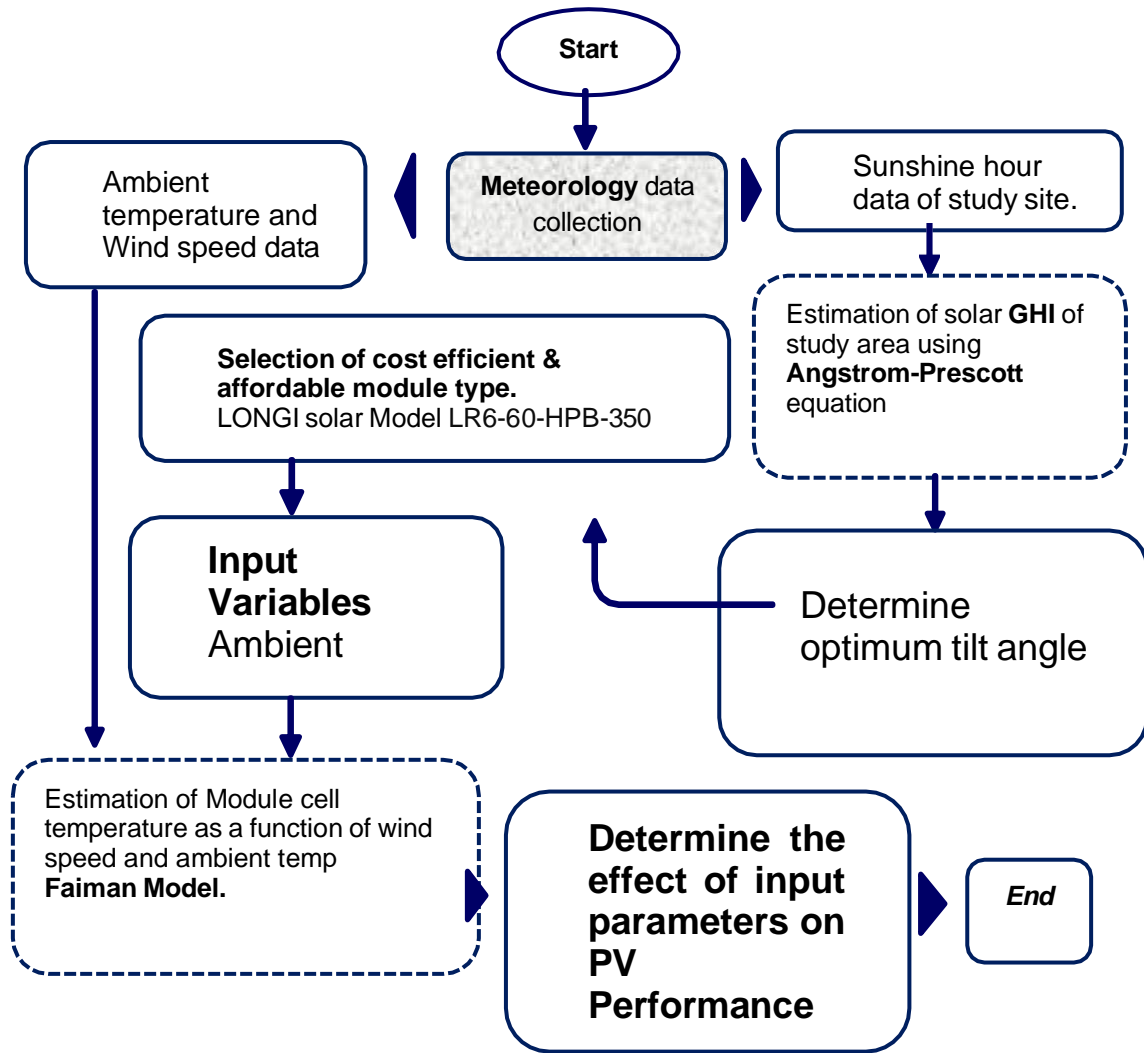 Start
Meteorology data
collection
Ambient
temperature and
Wind speed data
Sunshine hour
data of study site.
Estimation of solar GHI of
study area using
Angstrom-Prescott
equation
Selection of cost efficient &
affordable module type.
LONGI solar Model LR6-60-HPB-350
Input
Variables
Ambient
Determine
optimum tilt angle
Estimation of Module cell
temperature as a function of wind
speed and ambient temp
Faiman Model.
Determine the
effect of input
parameters on
PV
Performance
End